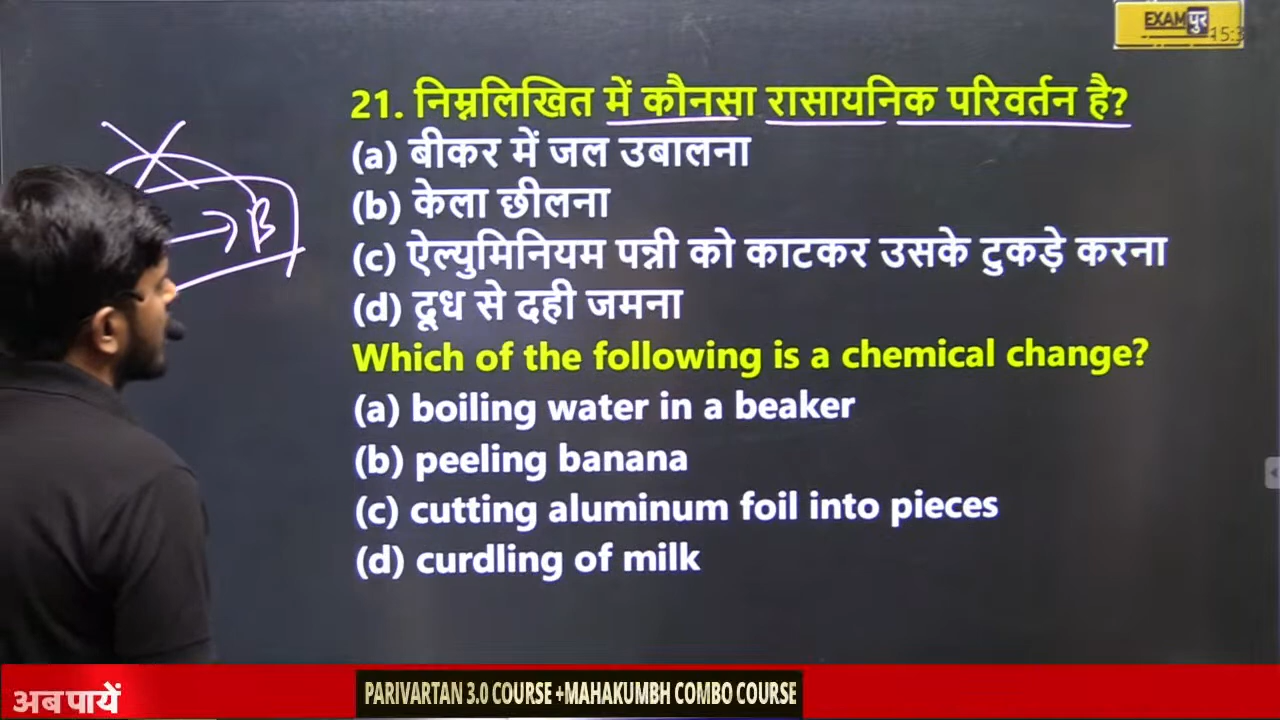 EXAMपुर
21. निम्नलिखित में कौनसा रासायनिक परिवर्तन है?
(a) बीकर में जल उबालना
(b) केला छीलना
B
(c) ऐल्युमिनियम पन्नी को काटकर उसके टुकड़े करना
(d) दूध से दही जमना
Which of the following is a chemical change?
(a) boiling water in a beaker
(b) peeling banana
(c) cutting aluminum foil into pieces
(d) curdling of milk
अब पायें
PARIVARTAN 3.0 COURSE +MAHAKUMBH COMBO COURSE